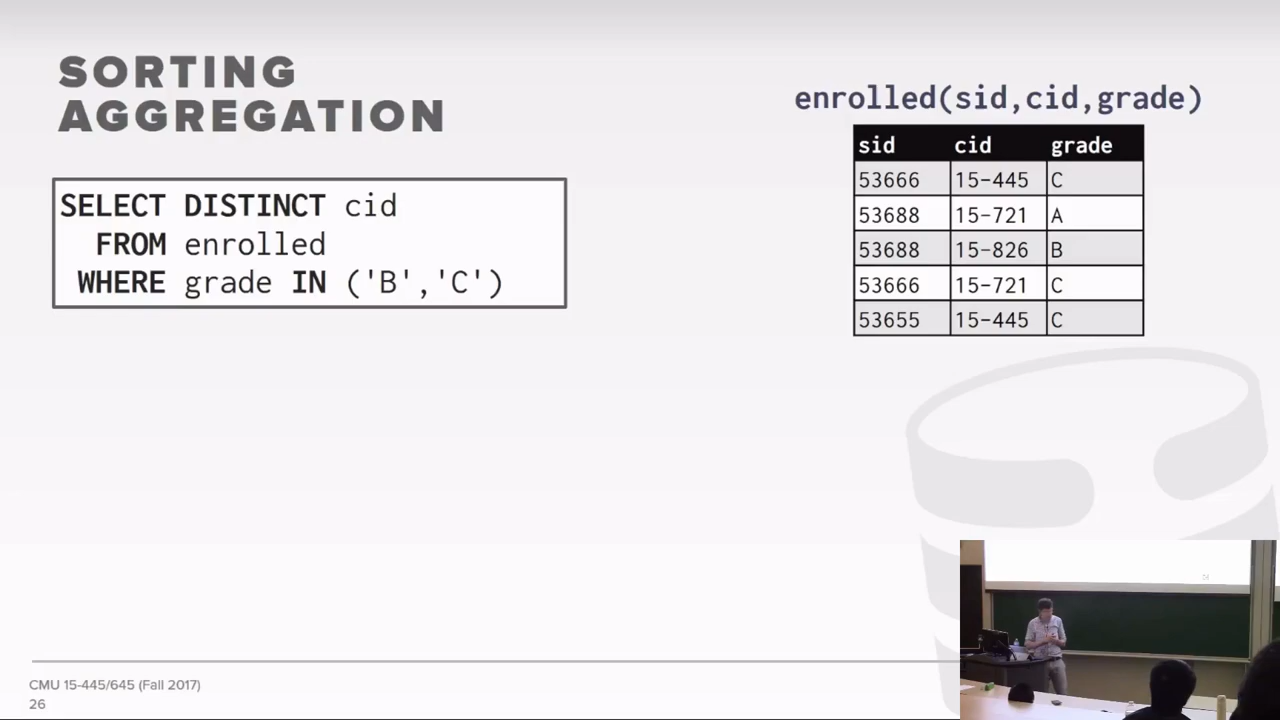 SORTING
AGGREGATION
enrolled(sid,cid,grade)
sid cid grade
53666 15-445 C
53688 15-721 A
53688 15-826 B
53666 15-721 C
53655 15-445 C
SELECT DISTINCT cid
FROM enrolled
WHERE grade IN ('B','C')
CMU 15-445/645 (Fall 2017)
26